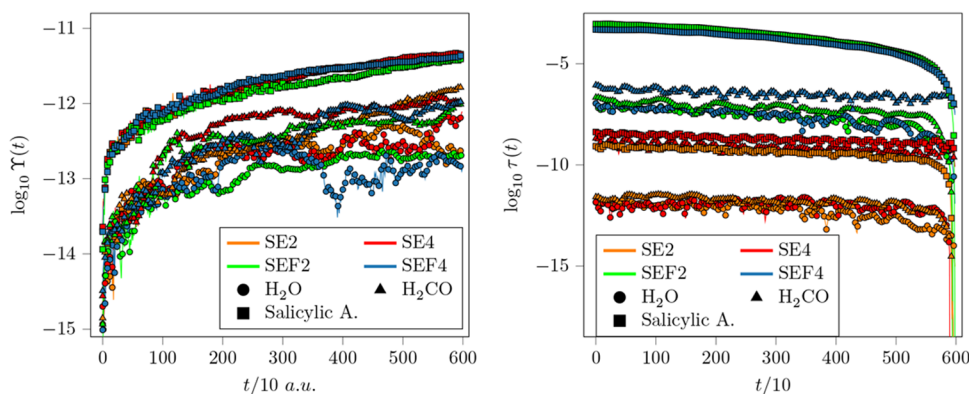 −11
−12
−13
−14
−15
log₁₀ Υ(t)
SE2 SE4
SEF2 SEF4
H₂O H₂CO
Salicylic A.
0 100 200 300 400 500 600
t/10 a.u.
−5
−10
−15
log₁₀ τ(t)
SE2 SE4
SEF2 SEF4
H₂O H₂CO
Salicylic A.
0 100 200 300 400 500 600
t/10